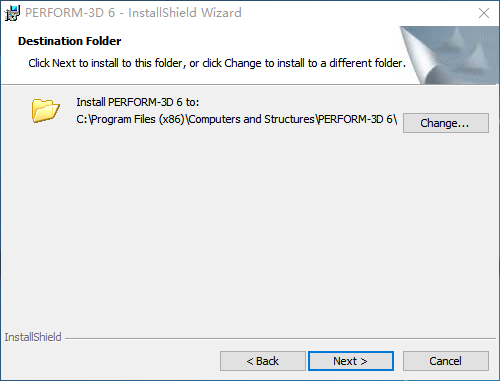 PERFORM-3D 6 - InstallShield Wizard
Destination Folder
Click Next to install to this folder, or click Change to install to a different folder.
Install PERFORM-3D 6 to:
C:\Program Files (x86)\Computers and Structures\PERFORM-3D 6\
Change...
InstallShield
< Back
Next >
Cancel